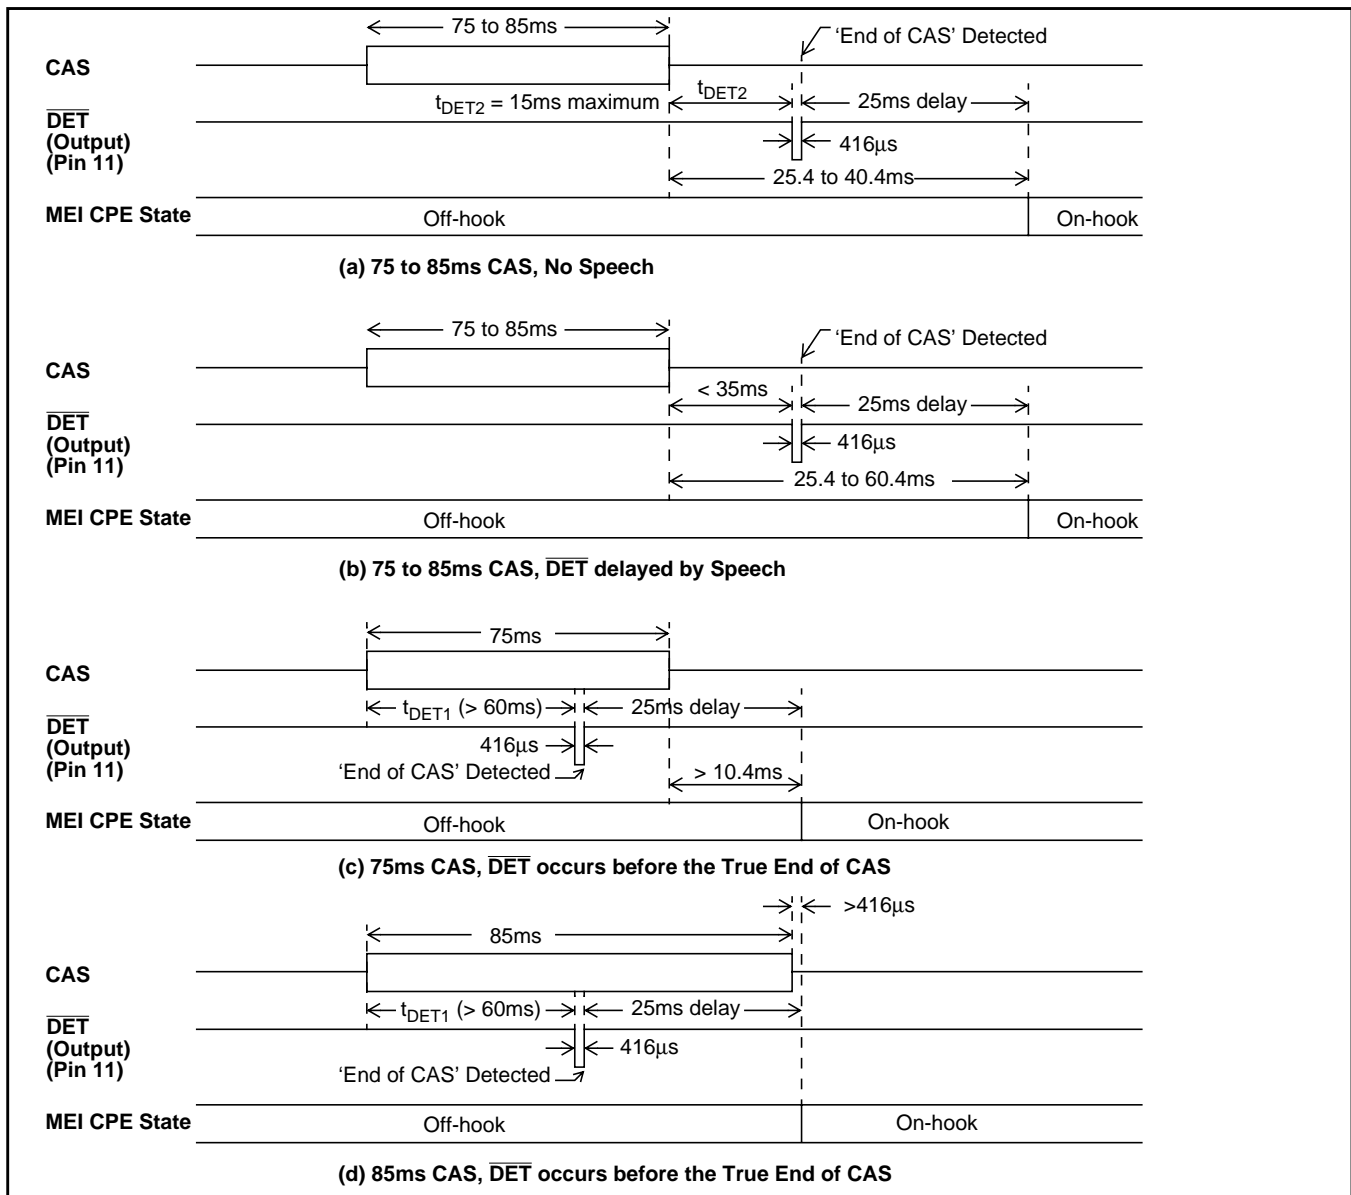 75 to 85ms
'End of CAS' Detected
CAS
tDET2 = 15ms maximum
tDET2
25ms delay
DET
(Output)
(Pin 11)
416μs
25.4 to 40.4ms
MEI CPE State
Off-hook
On-hook
(a) 75 to 85ms CAS, No Speech
75 to 85ms
'End of CAS' Detected
CAS
< 35ms
25ms delay
DET
(Output)
(Pin 11)
416μs
25.4 to 60.4ms
MEI CPE State
Off-hook
On-hook
(b) 75 to 85ms CAS, DET delayed by Speech
75ms
CAS
tDET1 (> 60ms)
25ms delay
DET
(Output)
(Pin 11)
416μs
'End of CAS' Detected
> 10.4ms
MEI CPE State
Off-hook
On-hook
(c) 75ms CAS, DET occurs before the True End of CAS
>416μs
85ms
CAS
tDET1 (> 60ms)
25ms delay
DET
(Output)
(Pin 11)
416μs
'End of CAS' Detected
MEI CPE State
Off-hook
On-hook
(d) 85ms CAS, DET occurs before the True End of CAS